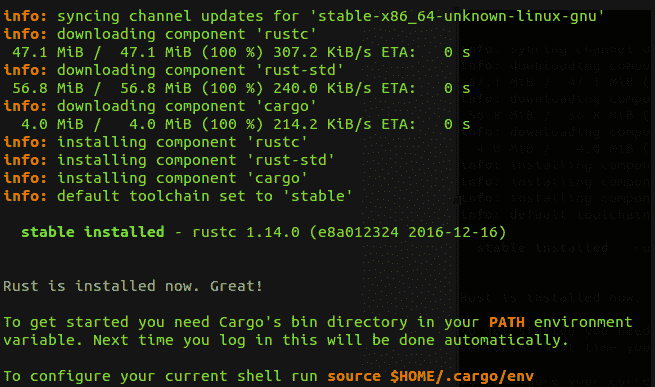 info: syncing channel updates for 'stable-x86_64-unknown-linux-gnu'
info: downloading component 'rustc'
47.1 MiB / 47.1 MiB (100 %) 307.2 KiB/s ETA: 0 s
info: downloading component 'rust-std'
56.8 MiB / 56.8 MiB (100 %) 240.0 KiB/s ETA: 0 s
info: downloading component 'cargo'
4.0 MiB / 4.0 MiB (100 %) 214.2 KiB/s ETA: 0 s
info: installing component 'rustc'
info: installing component 'rust-std'
info: installing component 'cargo'
info: default toolchain set to 'stable'
stable installed - rustc 1.14.0 (e8a012324 2016-12-16)
Rust is installed now. Great!
To get started you need Cargo's bin directory in your PATH environment
variable. Next time you log in this will be done automatically.
To configure your current shell run source $HOME/.cargo/env